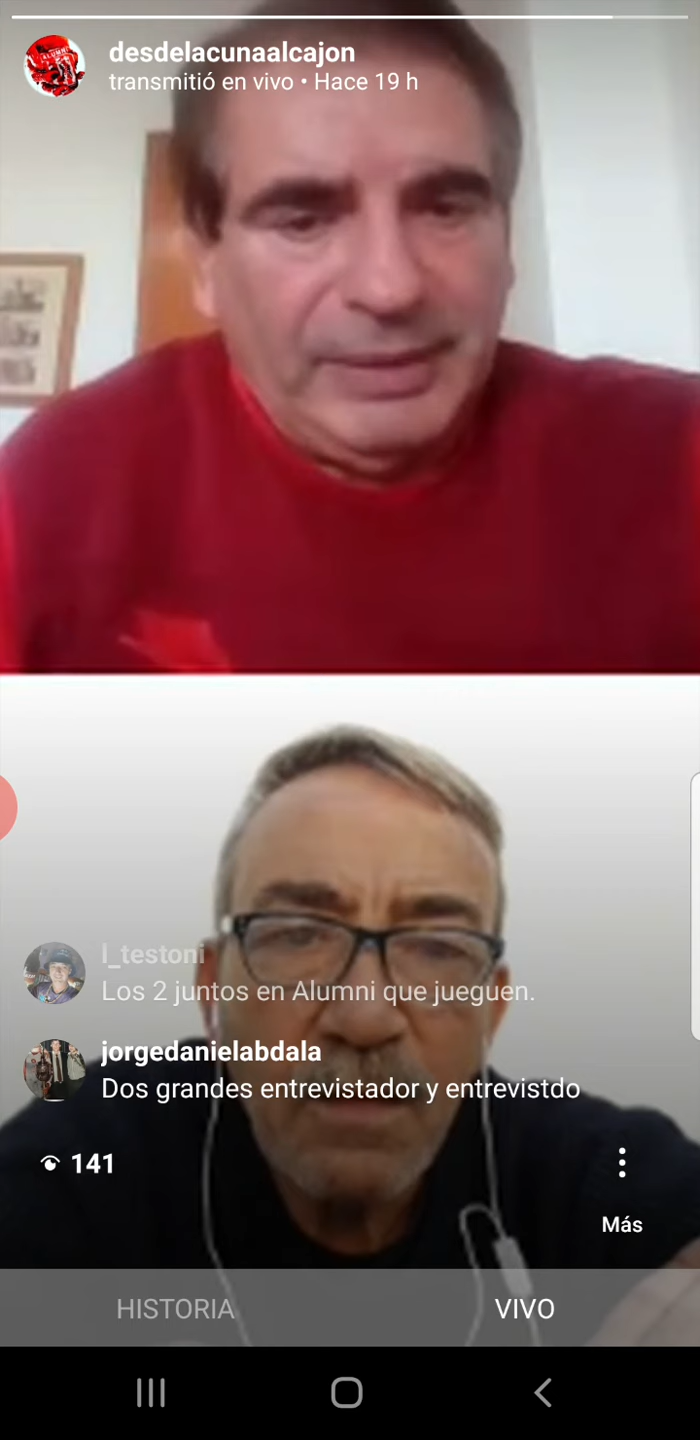 desdelacunaalcajon
transmitió en vivo • Hace 19 h
ALUMNI
l_testoni
Los 2 juntos en Alumni que jueguen.
jorgedanielabdala
Dos grandes entrevistador y entrevistdo
141
Más
HISTORIA
VIVO